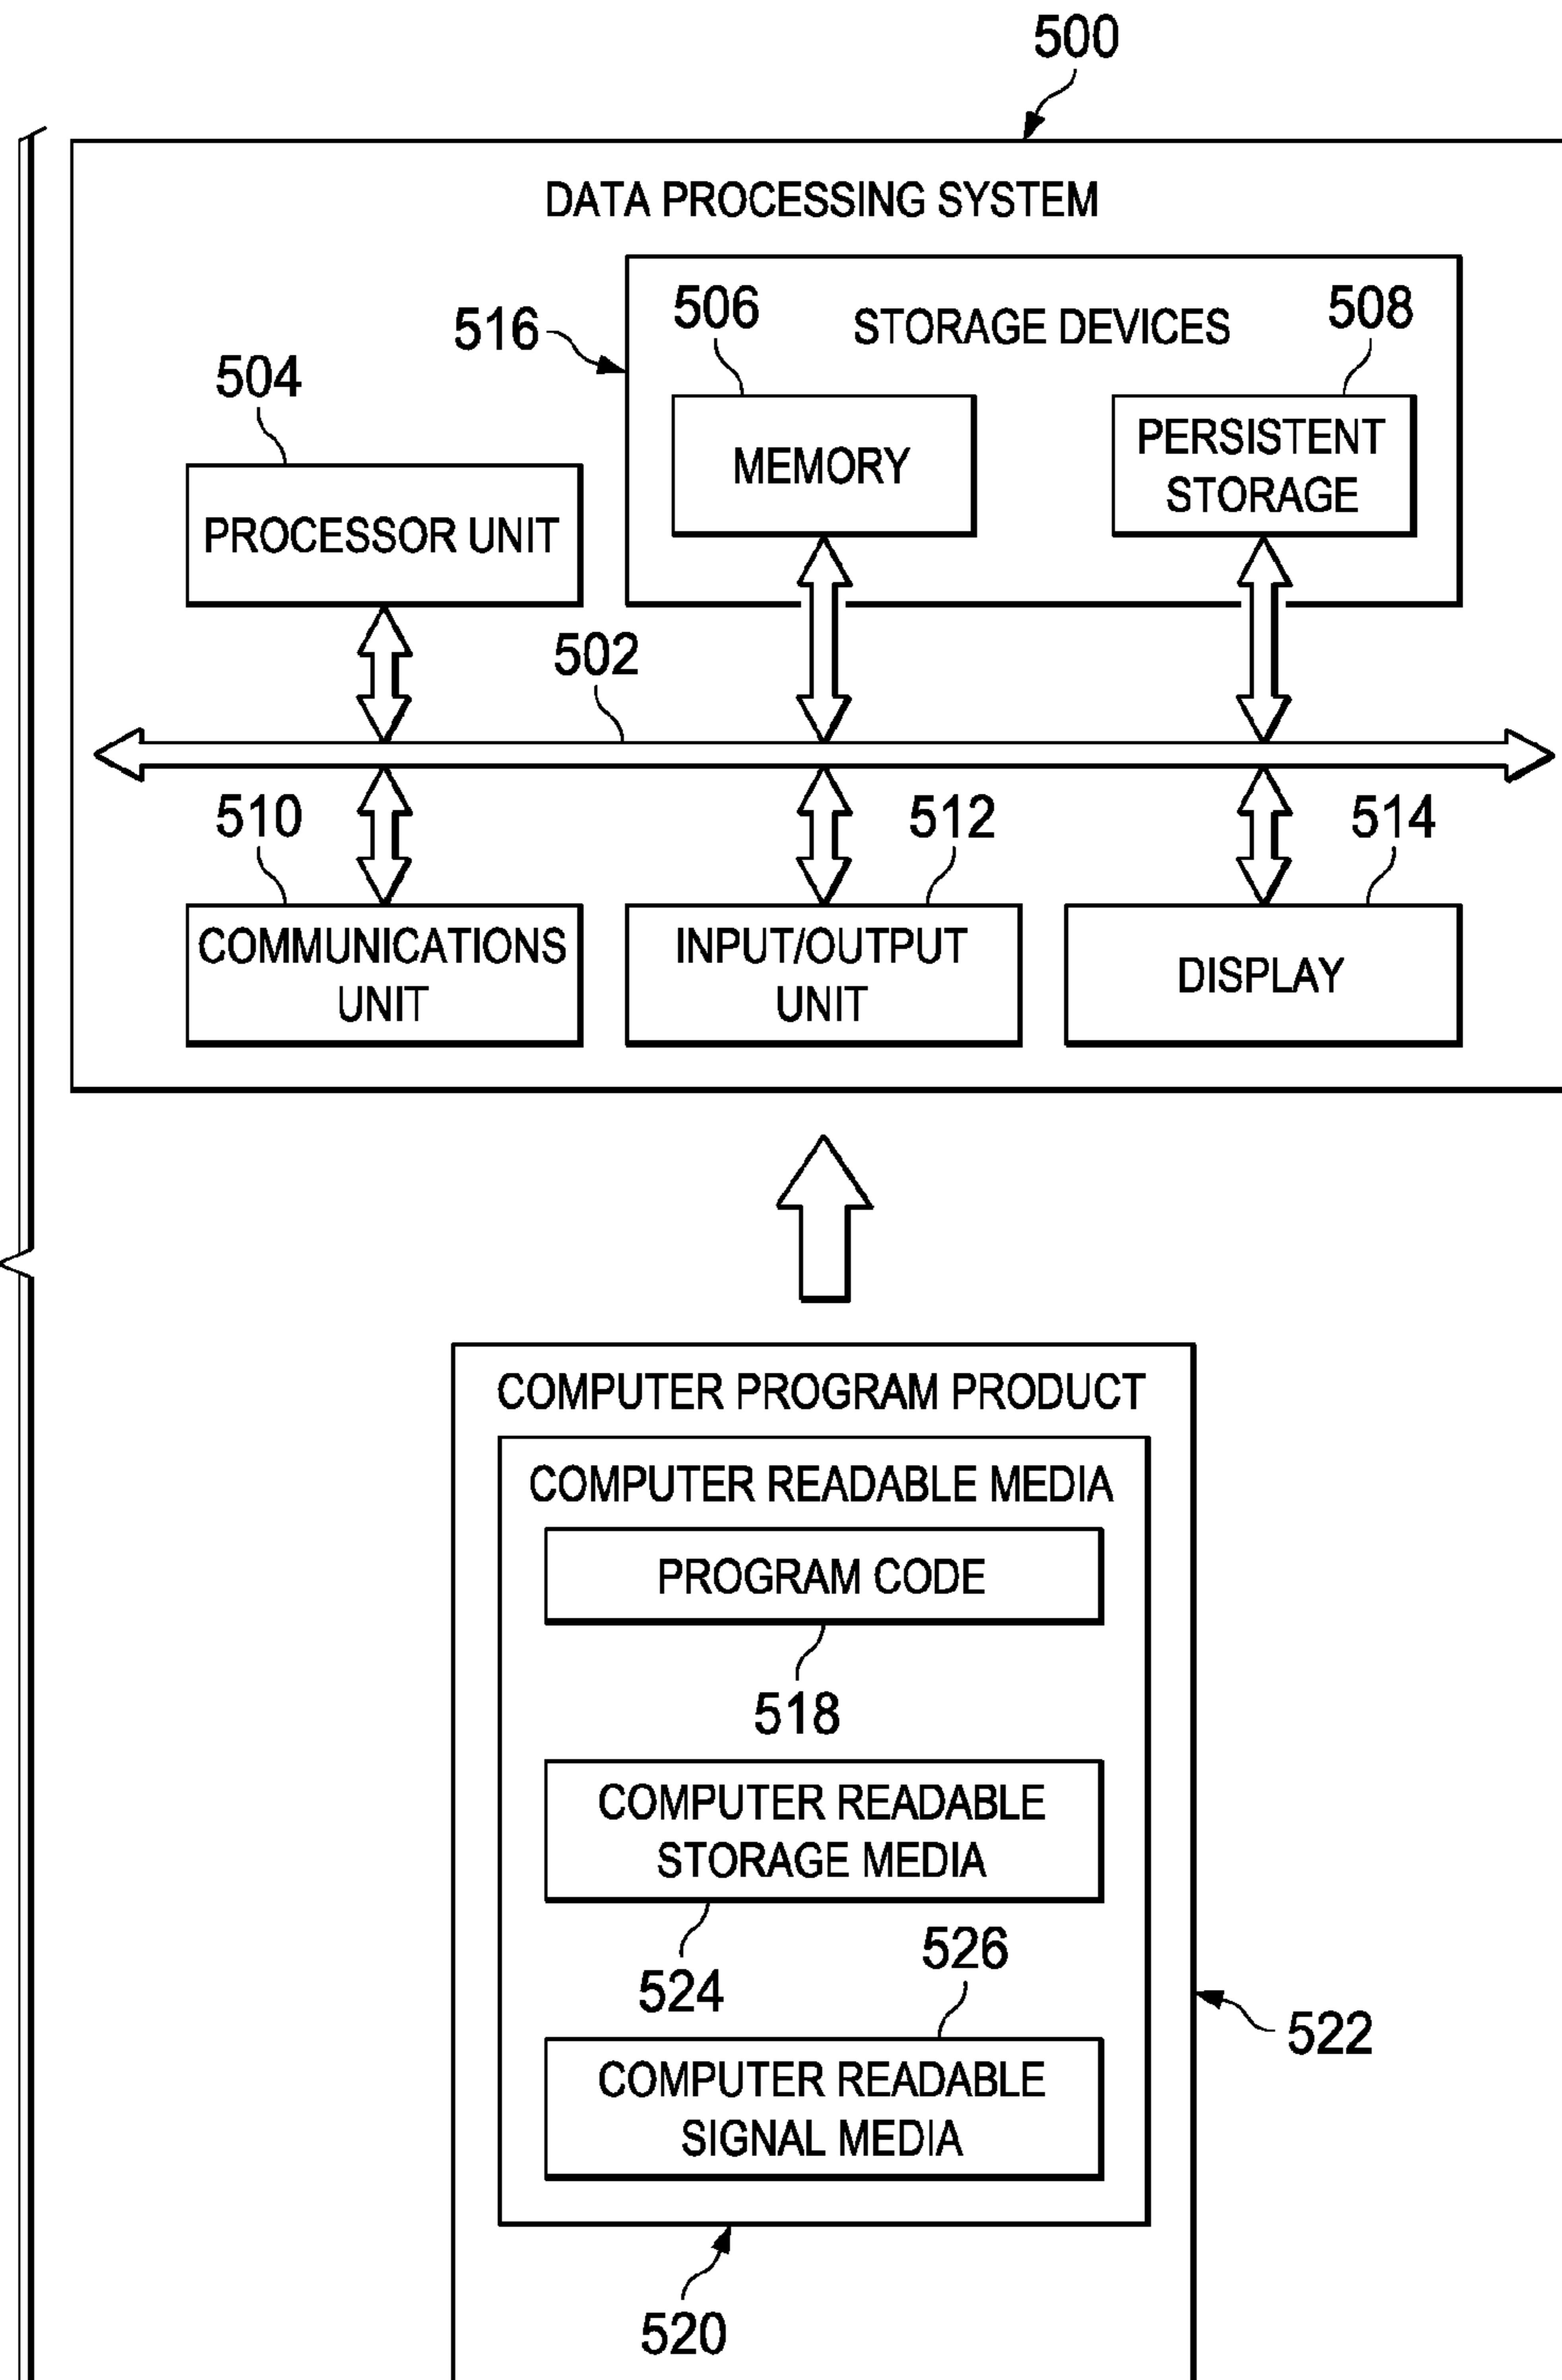 500
DATA PROCESSING SYSTEM
516
506
STORAGE DEVICES
508
504
MEMORY
PERSISTENT
STORAGE
PROCESSOR UNIT
502
510
512
514
COMMUNICATIONS
UNIT
INPUT/OUTPUT
UNIT
DISPLAY
COMPUTER PROGRAM PRODUCT
COMPUTER READABLE MEDIA
PROGRAM CODE
518
COMPUTER READABLE
STORAGE MEDIA
524
526
COMPUTER READABLE
SIGNAL MEDIA
522
520